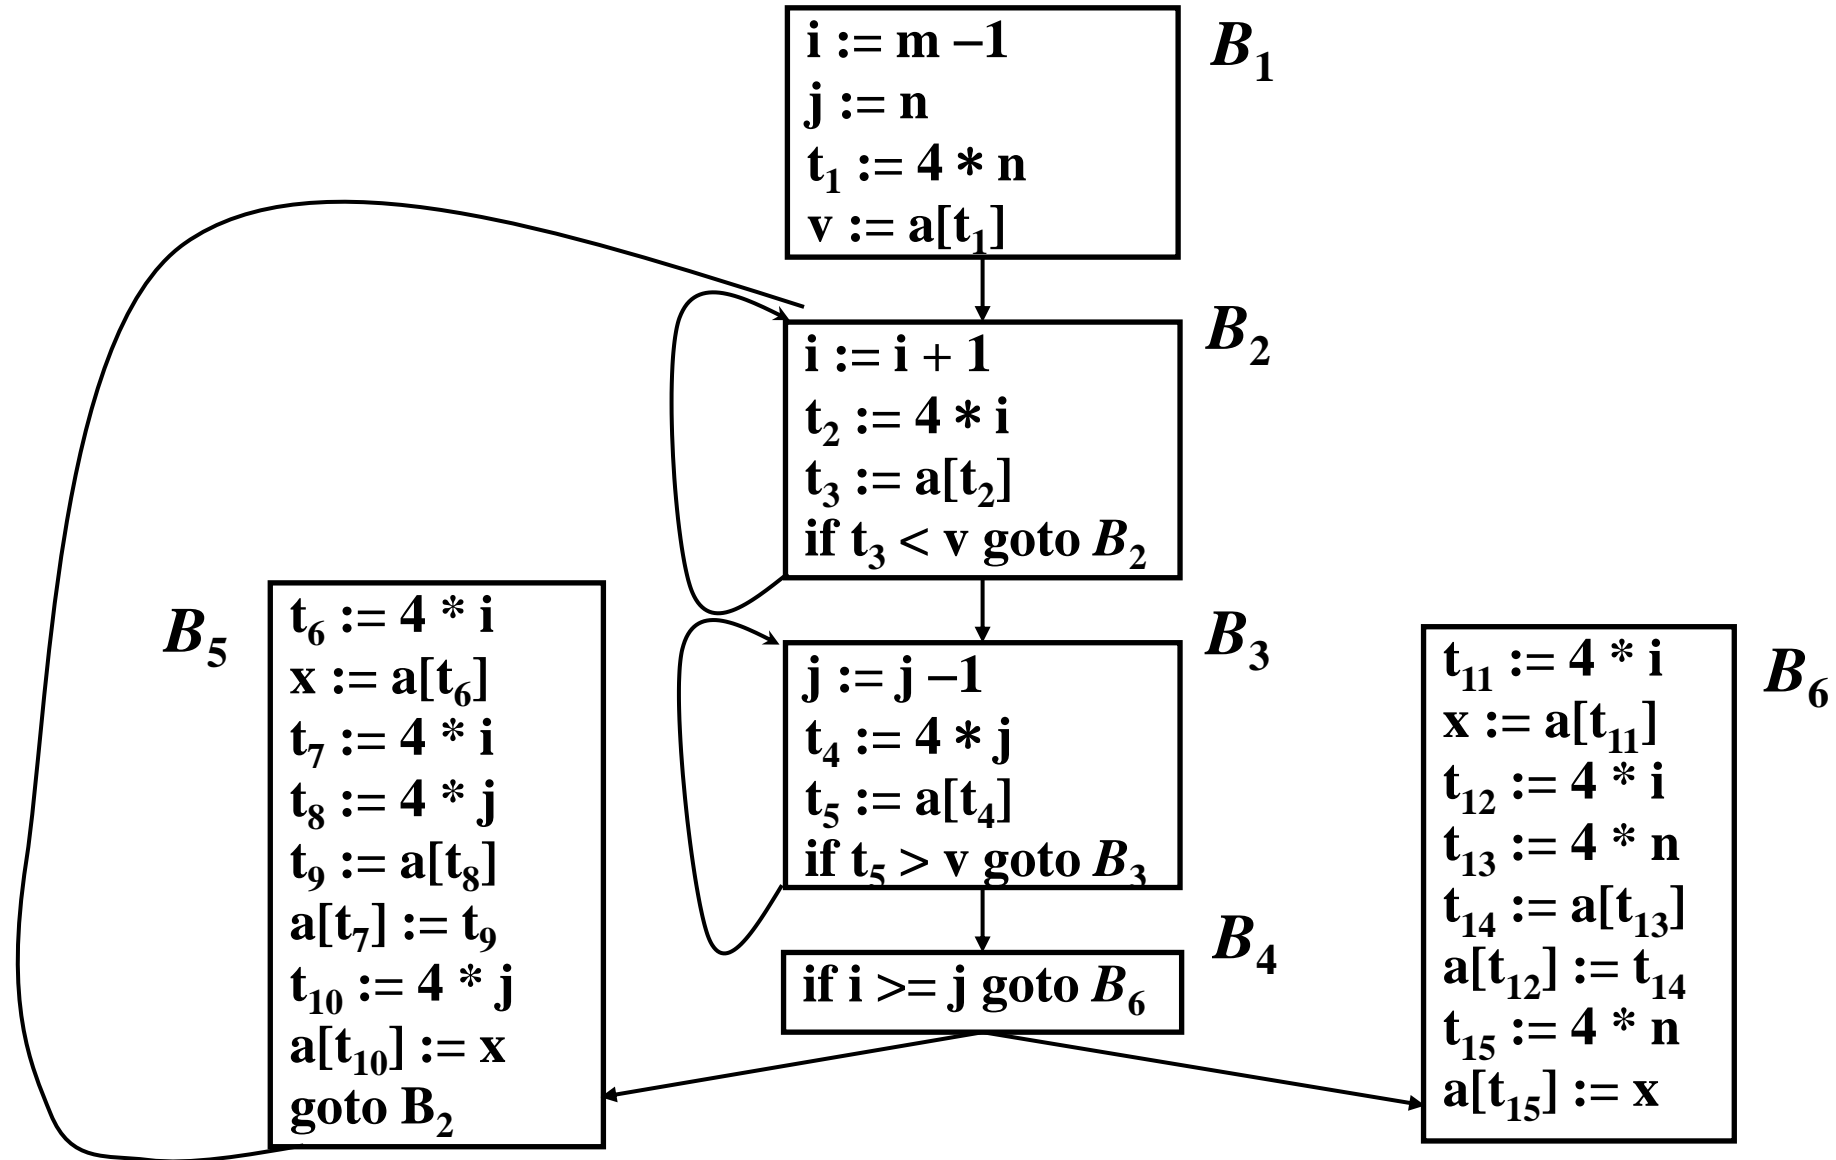 i := m –1
j := n
t₁ := 4 * n
v := a[t₁]
B₁
i := i + 1
t₂ := 4 * i
t₃ := a[t₂]
if t₃ < v goto B₂
B₂
j := j –1
t₄ := 4 * j
t₅ := a[t₄]
if t₅ > v goto B₃
B₃
if i >= j goto B₆
B₄
B₅
t₆ := 4 * i
x := a[t₆]
t₇ := 4 * i
t₈ := 4 * j
t₉ := a[t₈]
a[t₇] := t₉
t₁₀ := 4 * j
a[t₁₀] := x
goto B₂
t₁₁ := 4 * i
x := a[t₁₁]
t₁₂ := 4 * i
t₁₃ := 4 * n
t₁₄ := a[t₁₃]
a[t₁₂] := t₁₄
t₁₅ := 4 * n
a[t₁₅] := x
B₆